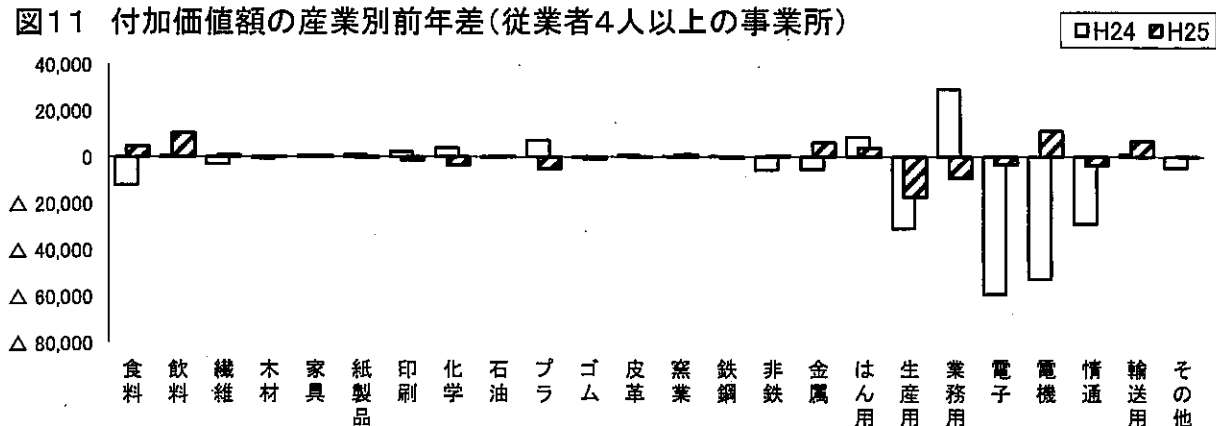 図11 付加価値額の産業別前年差(従業者4人以上の事業所)
□H24 ▨H25
40,000
20,000
0
△ 20,000
△ 40,000
△ 60,000
△ 80,000
食料
飲料
繊維
木材
家具
紙製品
印刷
化学
石油
プラ
ゴム
皮革
窯業
鉄鋼
非鉄
金属
はん用
生産用
業務用
電子
電機
情通
輸送用
その他